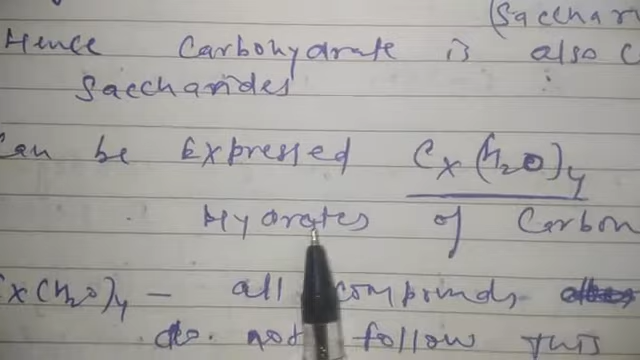 (Sacchar
Hence Carbohydrate is also C
Saccharides
Can be Expressed Cx(H2O)y
Hydrates of Carbon
Cx(H2O)y – all compounds
do not follow this